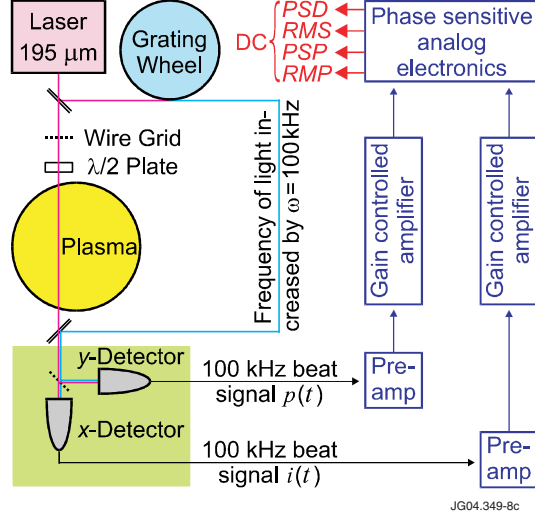 Laser
195 µm
Grating
Wheel
DC
PSD
RMS
PSP
RMP
Phase sensitive
analog
electronics
Wire Grid
λ/2 Plate
Plasma
Frequency of light in-
creased by ω = 100 kHz
Gain controlled
amplifier
Gain controlled
amplifier
y-Detector
100 kHz beat
signal p(t)
Pre-
amp
x-Detector
100 kHz beat
signal i(t)
Pre-
amp
JG04.349-8c